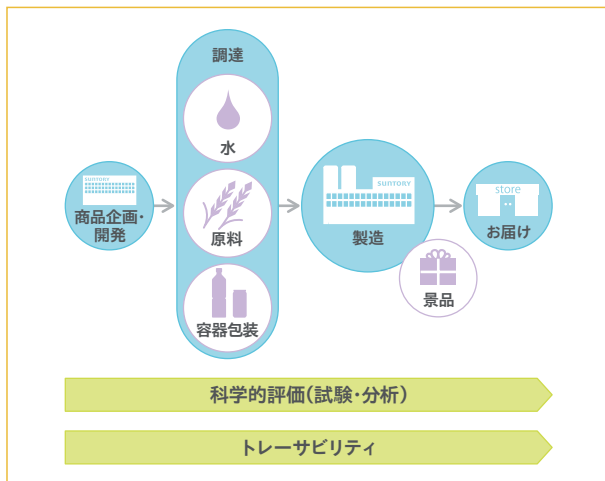 調達
水
SUNTORY
商品企画・
開発
原料
容器包装
SUNTORY
製造
景品
store
お届け
科学的評価(試験・分析)
トレーサビリティ